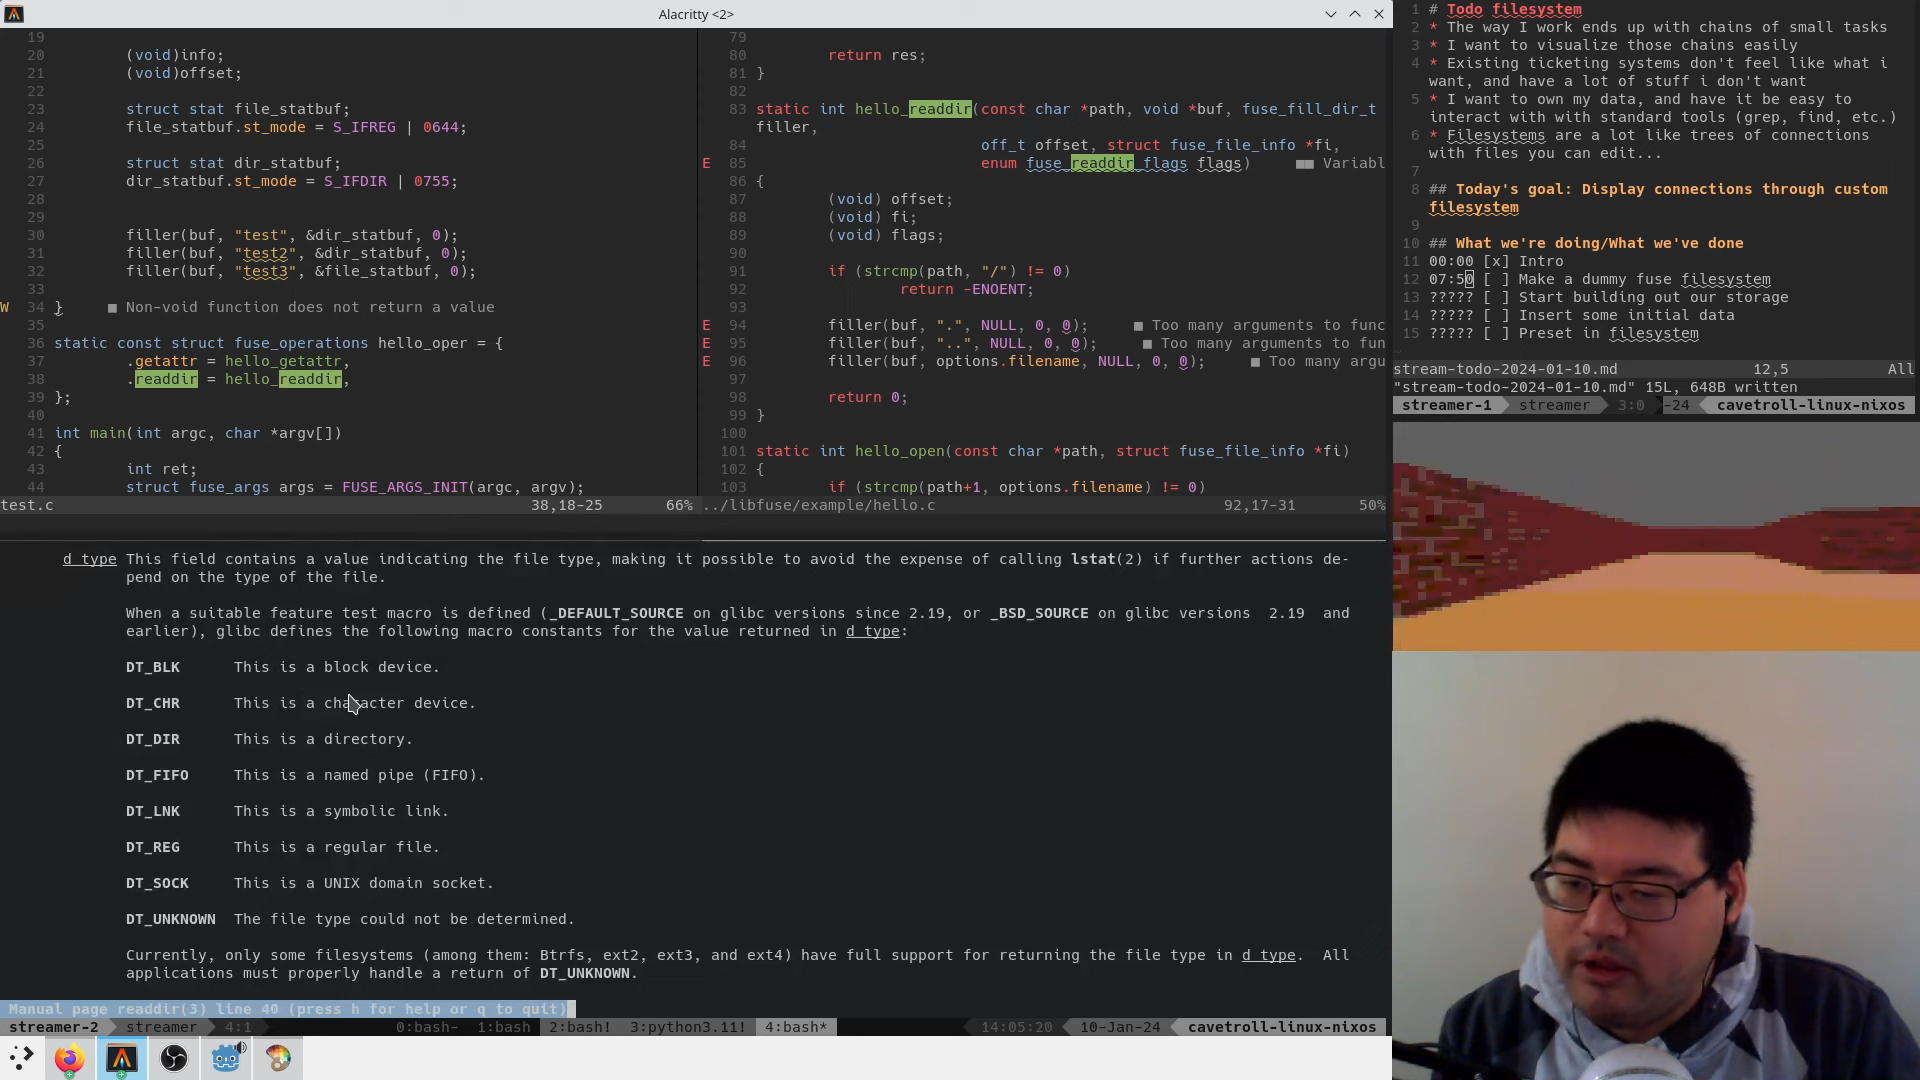 Alacritty <2>
19
20 (void)info;
21 (void)offset;
22
23 struct stat file_statbuf;
24 file_statbuf.st_mode = S_IFREG | 0644;
25
26 struct stat dir_statbuf;
27 dir_statbuf.st_mode = S_IFDIR | 0755;
28
29
30 filler(buf, "test", &dir_statbuf, 0);
31 filler(buf, "test2", &dir_statbuf, 0);
32 filler(buf, "test3", &file_statbuf, 0);
33
W 34 } ■ Non-void function does not return a value
35
36 static const struct fuse_operations hello_oper = {
37 .getattr = hello_getattr,
38 .readdir = hello_readdir,
39 };
40
41 int main(int argc, char *argv[])
42 {
43 int ret;
44 struct fuse_args args = FUSE_ARGS_INIT(argc, argv);
test.c 38,18-25 66%
79
80 return res;
81 }
82
83 static int hello_readdir(const char *path, void *buf, fuse_fill_dir_t
filler,
84 off_t offset, struct fuse_file_info *fi,
E 85 enum fuse_readdir_flags flags) ■■ Variabl
86 {
87 (void) offset;
88 (void) fi;
89 (void) flags;
90
91 if (strcmp(path, "/") != 0)
92 return -ENOENT;
93
E 94 filler(buf, ".", NULL, 0, 0); ■ Too many arguments to func
E 95 filler(buf, "..", NULL, 0, 0); ■ Too many arguments to fun
E 96 filler(buf, options.filename, NULL, 0, 0); ■ Too many argu
97
98 return 0;
99 }
100
101 static int hello_open(const char *path, struct fuse_file_info *fi)
102 {
103 if (strcmp(path+1, options.filename) != 0)
../libfuse/example/hello.c 92,17-31 50%
d_type This field contains a value indicating the file type, making it possible to avoid the expense of calling lstat(2) if further actions de-
pend on the type of the file.
When a suitable feature test macro is defined (_DEFAULT_SOURCE on glibc versions since 2.19, or _BSD_SOURCE on glibc versions 2.19 and
earlier), glibc defines the following macro constants for the value returned in d_type:
DT_BLK This is a block device.
DT_CHR This is a character device.
DT_DIR This is a directory.
DT_FIFO This is a named pipe (FIFO).
DT_LNK This is a symbolic link.
DT_REG This is a regular file.
DT_SOCK This is a UNIX domain socket.
DT_UNKNOWN The file type could not be determined.
Currently, only some filesystems (among them: Btrfs, ext2, ext3, and ext4) have full support for returning the file type in d_type. All
applications must properly handle a return of DT_UNKNOWN.
Manual page readdir(3) line 40 (press h for help or q to quit)
streamer-2 streamer 4:1 0:bash- 1:bash 2:bash! 3:python3.11! 4:bash* 14:05:20 10-Jan-24 cavetroll-linux-nixos
1 # Todo filesystem
2 * The way I work ends up with chains of small tasks
3 * I want to visualize those chains easily
4 * Existing ticketing systems don't feel like what i
want, and have a lot of stuff i don't want
5 * I want to own my data, and have it be easy to
interact with with standard tools (grep, find, etc.)
6 * Filesystems are a lot like trees of connections
with files you can edit...
7
8 ## Today's goal: Display connections through custom
filesystem
9
10 ## What we're doing/What we've done
11 00:00 [x] Intro
12 07:50 [ ] Make a dummy fuse filesystem
13 ????? [ ] Start building out our storage
14 ????? [ ] Insert some initial data
15 ????? [ ] Preset in filesystem
~
stream-todo-2024-01-10.md 12,5 All
"stream-todo-2024-01-10.md" 15L, 648B written
streamer-1 streamer 3:0 -24 cavetroll-linux-nixos